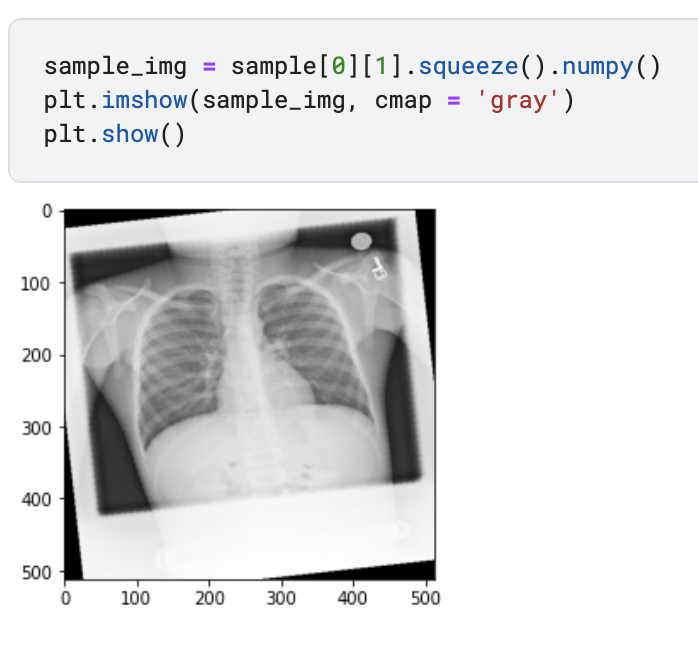 sample_img = sample[0][1].squeeze().numpy()
plt.imshow(sample_img, cmap = 'gray')
plt.show()
0
100
200
300
400
500
0 100 200 300 400 500